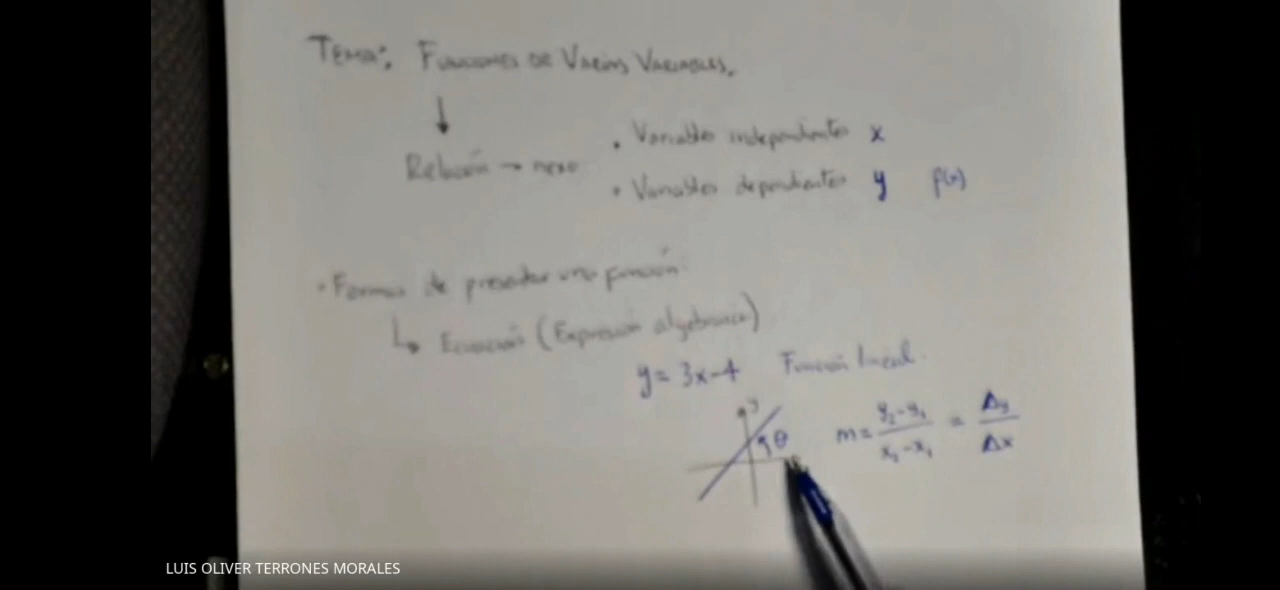 Tema: Funciones de Varias Variables.
Relación → nexo
• Variables independientes x
• Variables dependientes y f(x)
• Formas de presentar una función.
Ecuación (Expresión algebraica)
y = 3x-4 Función lineal.
y
θ
m = y₂-y₁ / x₂-x₁ = Δy / Δx
LUIS OLIVER TERRONES MORALES